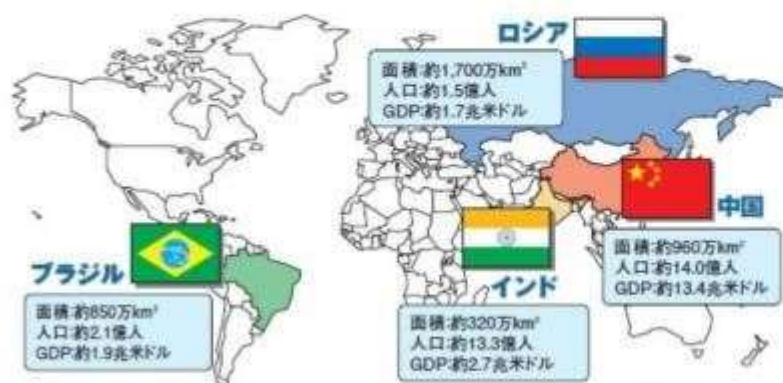 ロシア
面積:約1,700万km²
人口:約1.5億人
GDP:約1.7兆米ドル
中国
面積:約960万km²
人口:約14.0億人
GDP:約13.4兆米ドル
インド
面積:約320万km²
人口:約13.3億人
GDP:約2.7兆米ドル
ブラジル
面積:約850万km²
人口:約2.1億人
GDP:約1.9兆米ドル